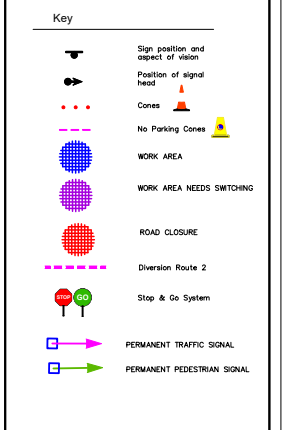 Key
Sign position and
aspect of vision
Position of signal
head
Cones
No Parking Cones
WORK AREA
WORK AREA NEEDS SWITCHING
ROAD CLOSURE
Diversion Route 2
STOP GO
Stop & Go System
PERMANENT TRAFFIC SIGNAL
PERMANENT PEDESTRIAN SIGNAL